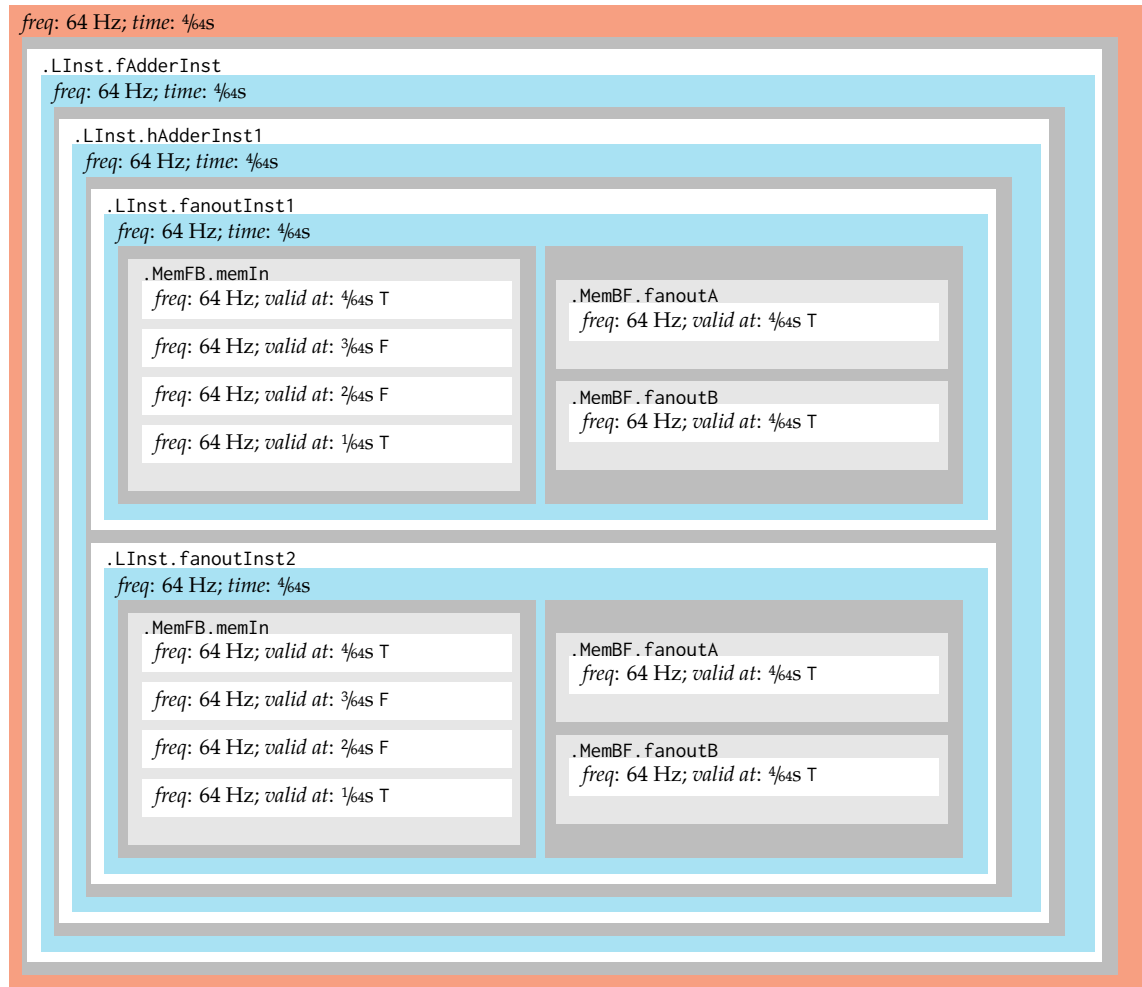 freq: 64 Hz; time: 4⁄64s
.LInst.fAdderInst
freq: 64 Hz; time: 4⁄64s
.LInst.hAdderInst1
freq: 64 Hz; time: 4⁄64s
.LInst.fanoutInst1
freq: 64 Hz; time: 4⁄64s
.MemFB.memIn
freq: 64 Hz; valid at: 4⁄64s T
freq: 64 Hz; valid at: 3⁄64s F
freq: 64 Hz; valid at: 2⁄64s F
freq: 64 Hz; valid at: 1⁄64s T
.MemBF.fanoutA
freq: 64 Hz; valid at: 4⁄64s T
.MemBF.fanoutB
freq: 64 Hz; valid at: 4⁄64s T
.LInst.fanoutInst2
freq: 64 Hz; time: 4⁄64s
.MemFB.memIn
freq: 64 Hz; valid at: 4⁄64s T
freq: 64 Hz; valid at: 3⁄64s F
freq: 64 Hz; valid at: 2⁄64s F
freq: 64 Hz; valid at: 1⁄64s T
.MemBF.fanoutA
freq: 64 Hz; valid at: 4⁄64s T
.MemBF.fanoutB
freq: 64 Hz; valid at: 4⁄64s T